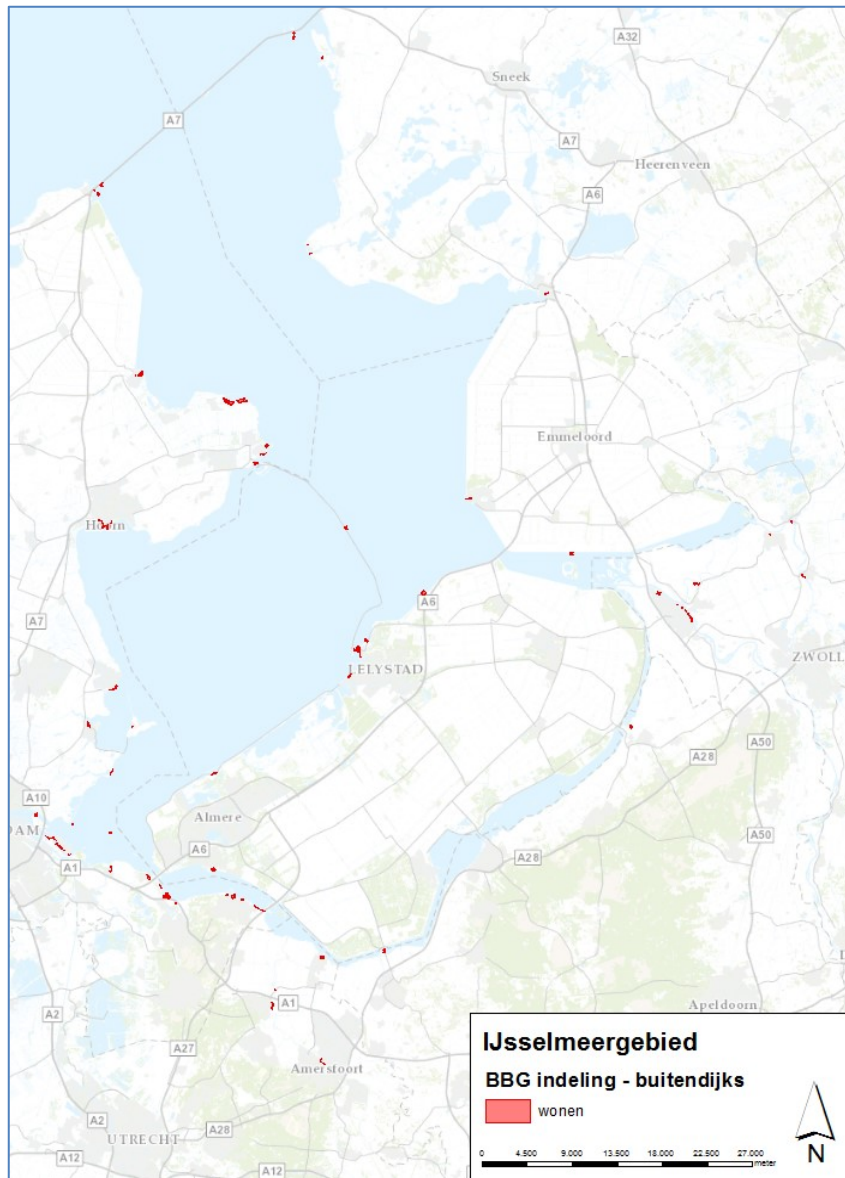 A32
Sneek
A7
A7
Heerenveen
A6
Emmeloord
Hoorn
A6
A7
LELYSTAD
ZWOLL
A50
A28
A10
Almere
DAM
A6
A50
A28
A1
A2
A1
Apeldoorn
A27
Amersfoort
A2
UTRECHT
A28
A12
A12
IJsselmeergebied
BBG indeling - buitendijks
wonen
0 4.500 9.000 13.500 18.000 22.500 27.000
meter
N